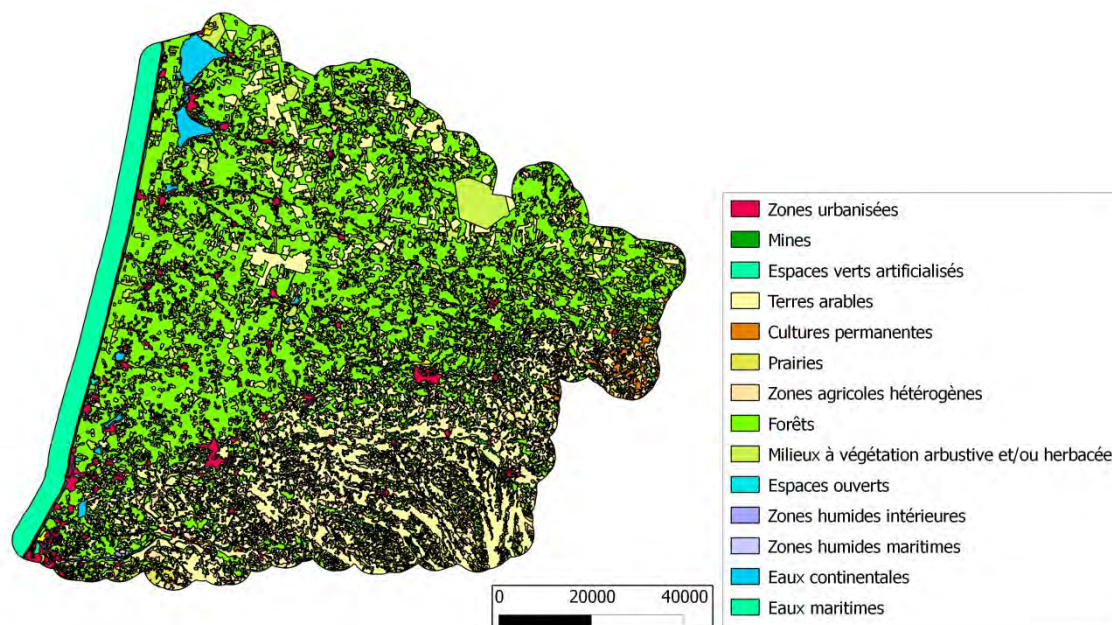 Zones urbanisées
Mines
Espaces verts artificialisés
Terres arables
Cultures permanentes
Prairies
Zones agricoles hétérogènes
Forêts
Milieux à végétation arbustive et/ou herbacée
Espaces ouverts
Zones humides intérieures
Zones humides maritimes
Eaux continentales
Eaux maritimes
0 20000 40000